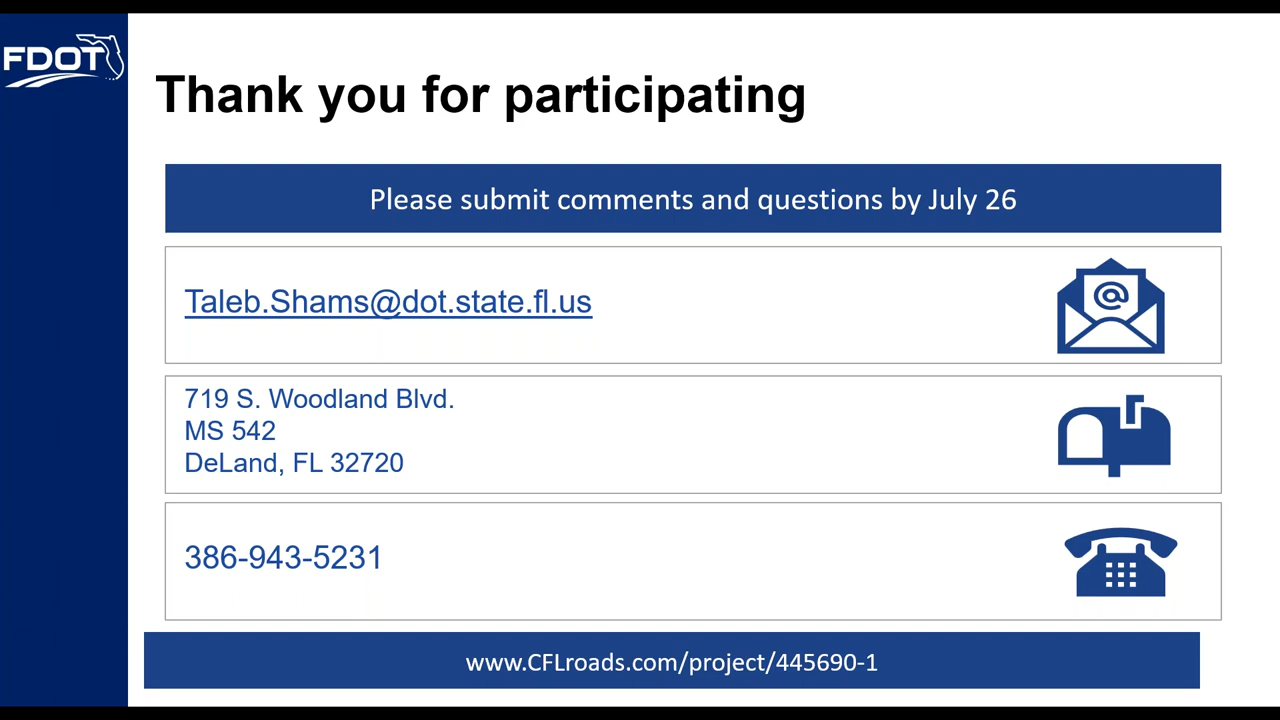 FDOT
Thank you for participating
Please submit comments and questions by July 26
Taleb.Shams@dot.state.fl.us
@
719 S. Woodland Blvd.
MS 542
DeLand, FL 32720
386-943-5231
www.CFLroads.com/project/445690-1